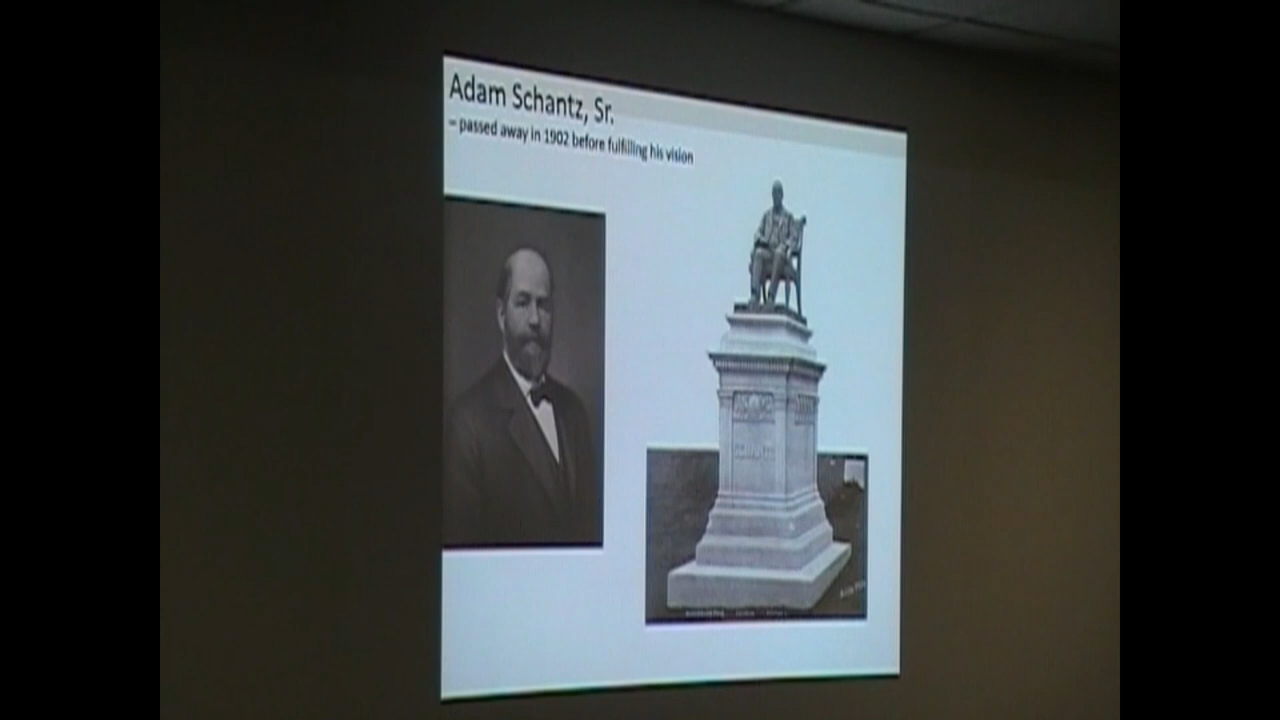 Adam Schantz, Sr.
– passed away in 1902 before fulfilling his vision